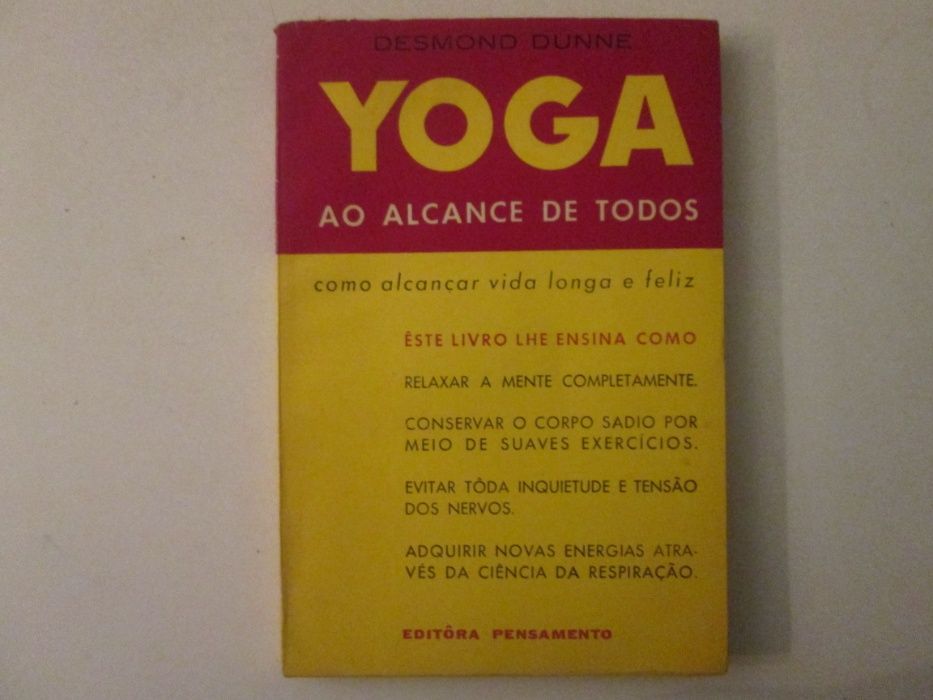 DESMOND DUNNE
YOGA
AO ALCANCE DE TODOS
como alcançar vida longa e feliz
ÊSTE LIVRO LHE ENSINA COMO
RELAXAR A MENTE COMPLETAMENTE.
CONSERVAR O CORPO SADIO POR
MEIO DE SUAVES EXERCÍCIOS.
EVITAR TÔDA INQUIETUDE E TENSÃO
DOS NERVOS.
ADQUIRIR NOVAS ENERGIAS ATRA-
VÉS DA CIÊNCIA DA RESPIRAÇÃO.
EDITÔRA PENSAMENTO